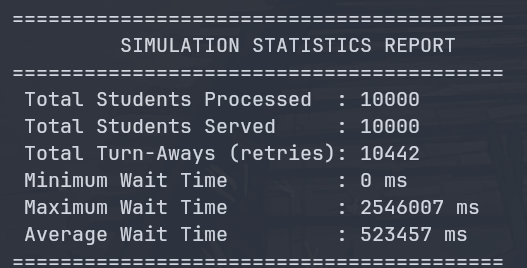 =========================================
SIMULATION STATISTICS REPORT
=========================================
Total Students Processed  : 10000
Total Students Served     : 10000
Total Turn-Aways (retries): 10442
Minimum Wait Time         : 0 ms
Maximum Wait Time         : 2546007 ms
Average Wait Time         : 523457 ms
=========================================